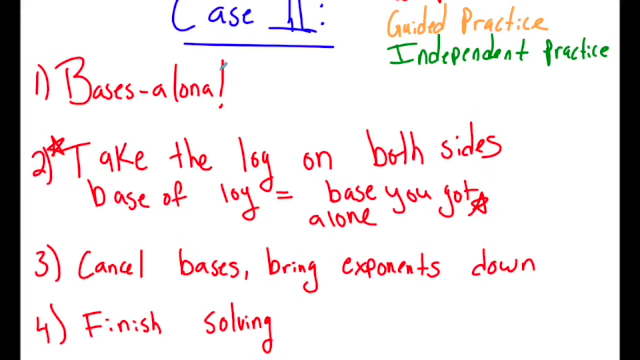 Case II:
Guided Practice
Independent Practice
1) Bases-alona!
2)* Take the log on both sides
base of log = base you got*
alone
3) Cancel bases, bring exponents down
4) Finish solving